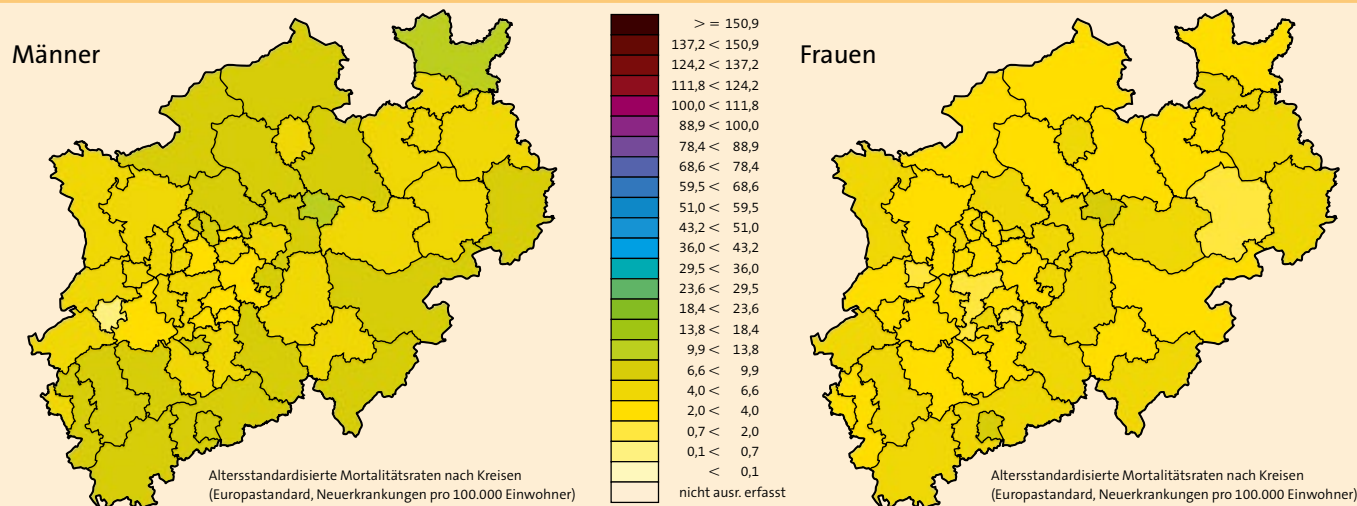 Männer
> = 150,9
137,2 < 150,9
124,2 < 137,2
111,8 < 124,2
100,0 < 111,8
88,9 < 100,0
78,4 < 88,9
68,6 < 78,4
59,5 < 68,6
51,0 < 59,5
43,2 < 51,0
36,0 < 43,2
29,5 < 36,0
23,6 < 29,5
18,4 < 23,6
13,8 < 18,4
9,9 < 13,8
6,6 < 9,9
4,0 < 6,6
2,0 < 4,0
0,7 < 2,0
0,1 < 0,7
< 0,1
nicht ausr. erfasst
Altersstandardisierte Mortalitätsraten nach Kreisen
(Europastandard, Neuerkrankungen pro 100.000 Einwohner)
Frauen
Altersstandardisierte Mortalitätsraten nach Kreisen
(Europastandard, Neuerkrankungen pro 100.000 Einwohner)